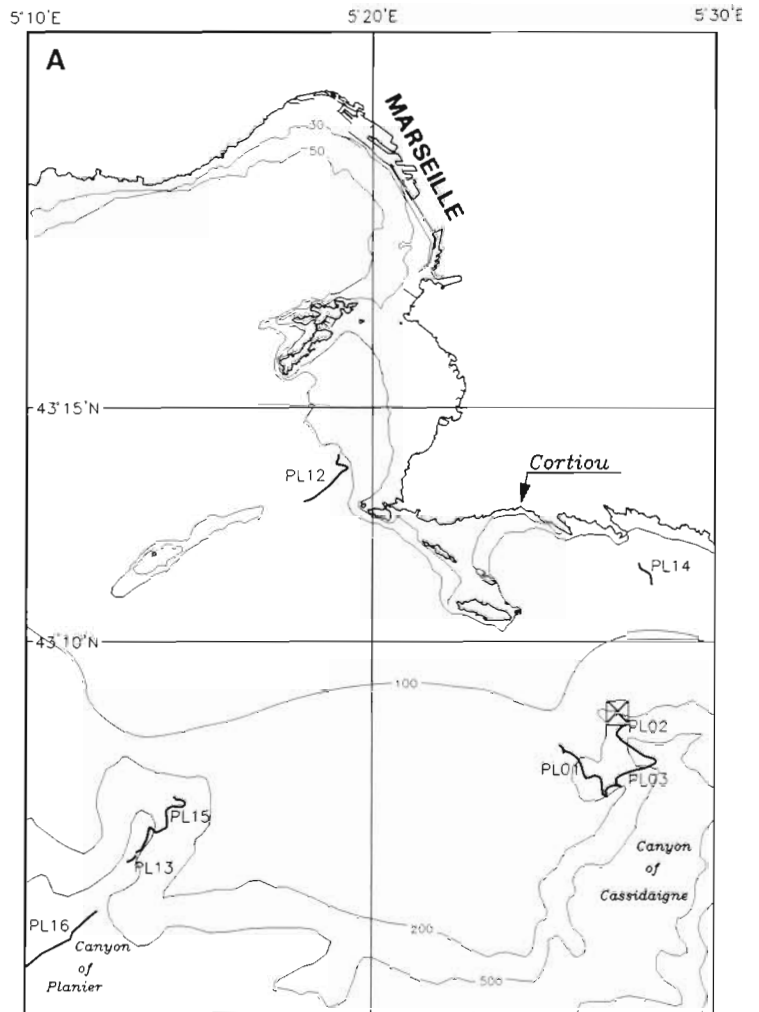 5°10'E 5°20'E 5°30'E
A
MARSEILLE
30
50
43°15'N
Cortiou
PL12
PL14
43°10'N
100
PL02
PL01
PL03
PL15
PL13
Canyon
of
Cassidaigne
PL16
200
Canyon
of
Planier
500